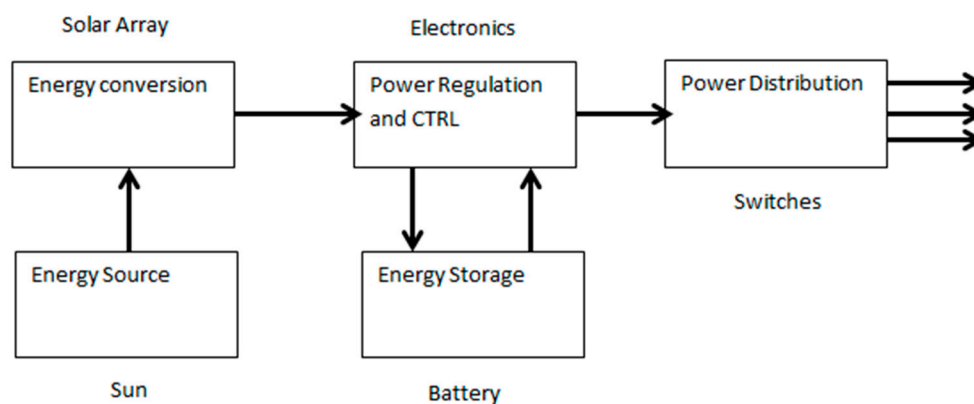 Solar Array
Electronics
Energy conversion
Power Regulation
and CTRL
Power Distribution
Switches
Energy Source
Energy Storage
Sun
Battery